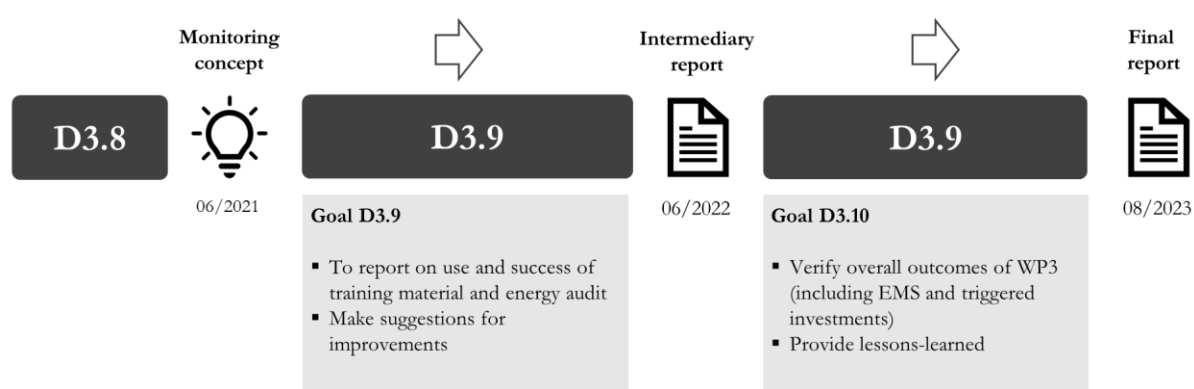 Monitoring
concept
Intermediary
report
Final
report
D3.8
D3.9
D3.9
06/2021
06/2022
08/2023
Goal D3.9
▪ To report on use and success of
training material and energy audit
▪ Make suggestions for
improvements
Goal D3.10
▪ Verify overall outcomes of WP3
(including EMS and triggered
investments)
▪ Provide lessons-learned